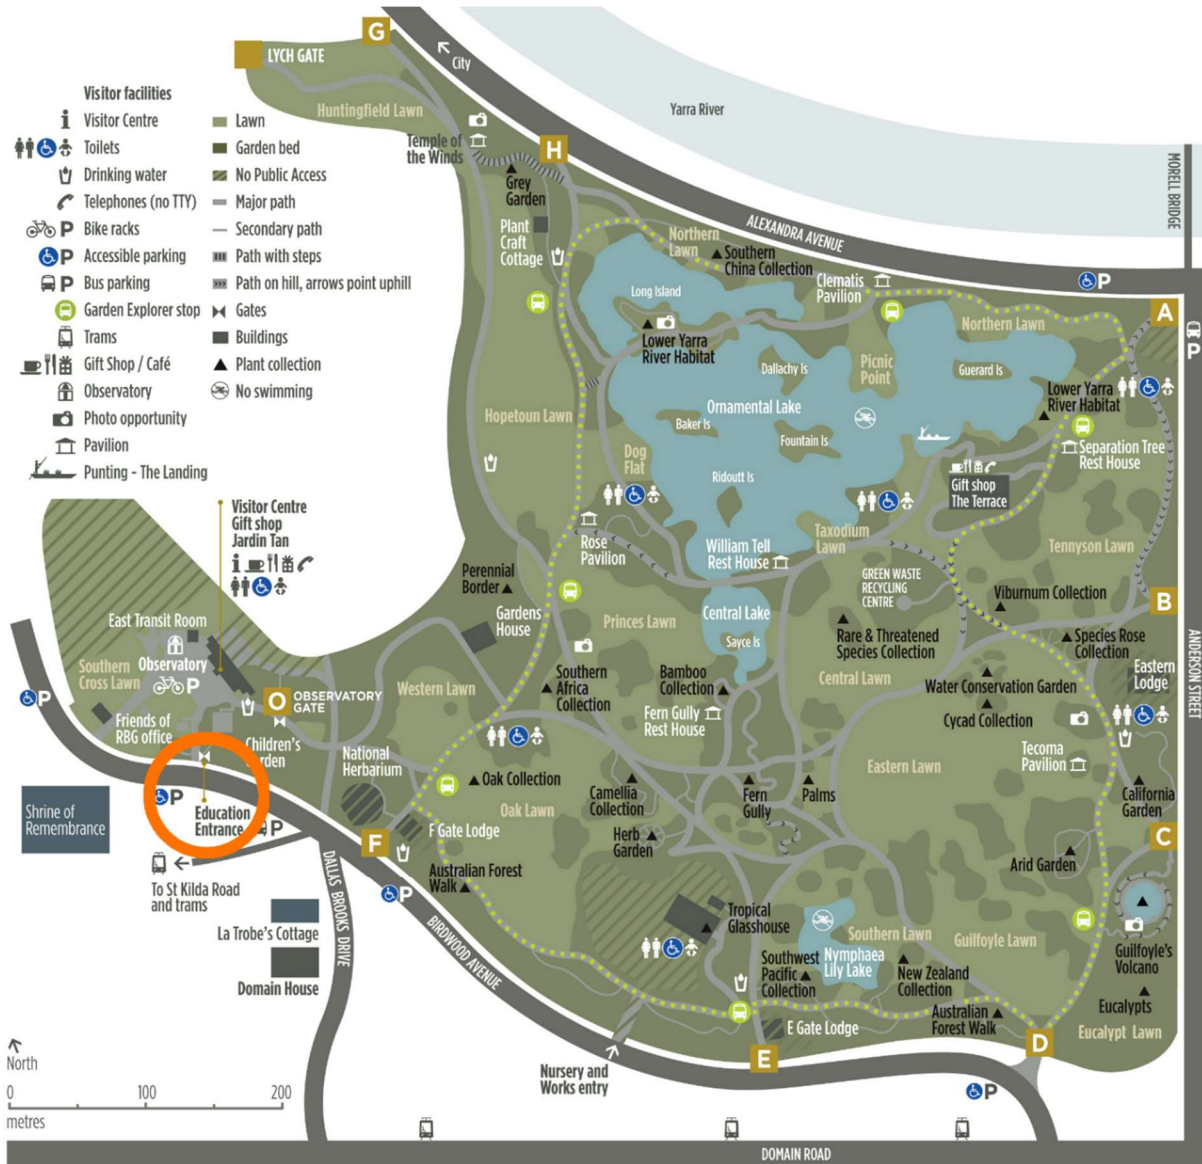 G
City
LYCH GATE
Yarra River
Visitor facilities
Visitor Centre
Toilets
Drinking water
Telephones (no TTY)
P Bike racks
P Accessible parking
P Bus parking
Garden Explorer stop
Trams
Gift Shop / Café
Observatory
Photo opportunity
Pavilion
Punting - The Landing
Lawn
Garden bed
No Public Access
Major path
Secondary path
Path with steps
Path on hill, arrows point uphill
Gates
Buildings
Plant collection
No swimming
Huntingfield Lawn
Temple of
the Winds
H
Grey
Garden
Plant
Craft
Cottage
MORELL BRIDGE
ALEXANDRA AVENUE
Northern
Lawn
Southern
China Collection
Clematis
Pavilion
P
A
P
Long Island
Lower Yarra
River Habitat
Northern Lawn
Picnic
Point
Dallachy Is
Guerard Is
Lower Yarra
River Habitat
Hopetoun Lawn
Ornamental Lake
Baker Is
Fountain Is
Dog
Flat
Ridoutt Is
Separation Tree
Rest House
Gift shop
The Terrace
Rose
Pavilion
William Tell
Rest House
Taxodium
Lawn
Tennyson Lawn
Visitor Centre
Gift shop
Jardin Tan
Perennial
Border
Gardens
House
Princes Lawn
Central Lake
Sayce Is
GREEN WASTE
RECYCLING
CENTRE
Viburnum Collection
B
East Transit Room
Observatory
P
Southern
Cross Lawn
Rare & Threatened
Species Collection
Species Rose
Collection
ANDERSON STREET
Western Lawn
Southern
Africa
Collection
Bamboo
Collection
Central Lawn
Water Conservation Garden
Eastern
Lodge
P
O OBSERVATORY
GATE
Friends of
RBG office
Fern Gully
Rest House
Cycad Collection
Children's
Garden
National
Herbarium
Tecoma
Pavilion
Oak Collection
Oak Lawn
Camellia
Collection
Fern
Gully
Palms
Eastern Lawn
California
Garden
P
Education
Entrance
P
Shrine of
Remembrance
F Gate Lodge
F
Herb
Garden
Arid Garden
C
To St Kilda Road
and trams
Australian Forest
Walk
P
DALLAS BROOKS DRIVE
BIRDWOOD AVENUE
La Trobe's Cottage
Domain House
Tropical
Glasshouse
Southern Lawn
Guilfoyle Lawn
Nymphaea
Lily Lake
Southwest
Pacific
Collection
New Zealand
Collection
Guilfoyle's
Volcano
Eucalypts
Australian
Forest Walk
Eucalypt Lawn
E Gate Lodge
E
D
Nursery and
Works entry
P
North
0 100 200
metres
DOMAIN ROAD